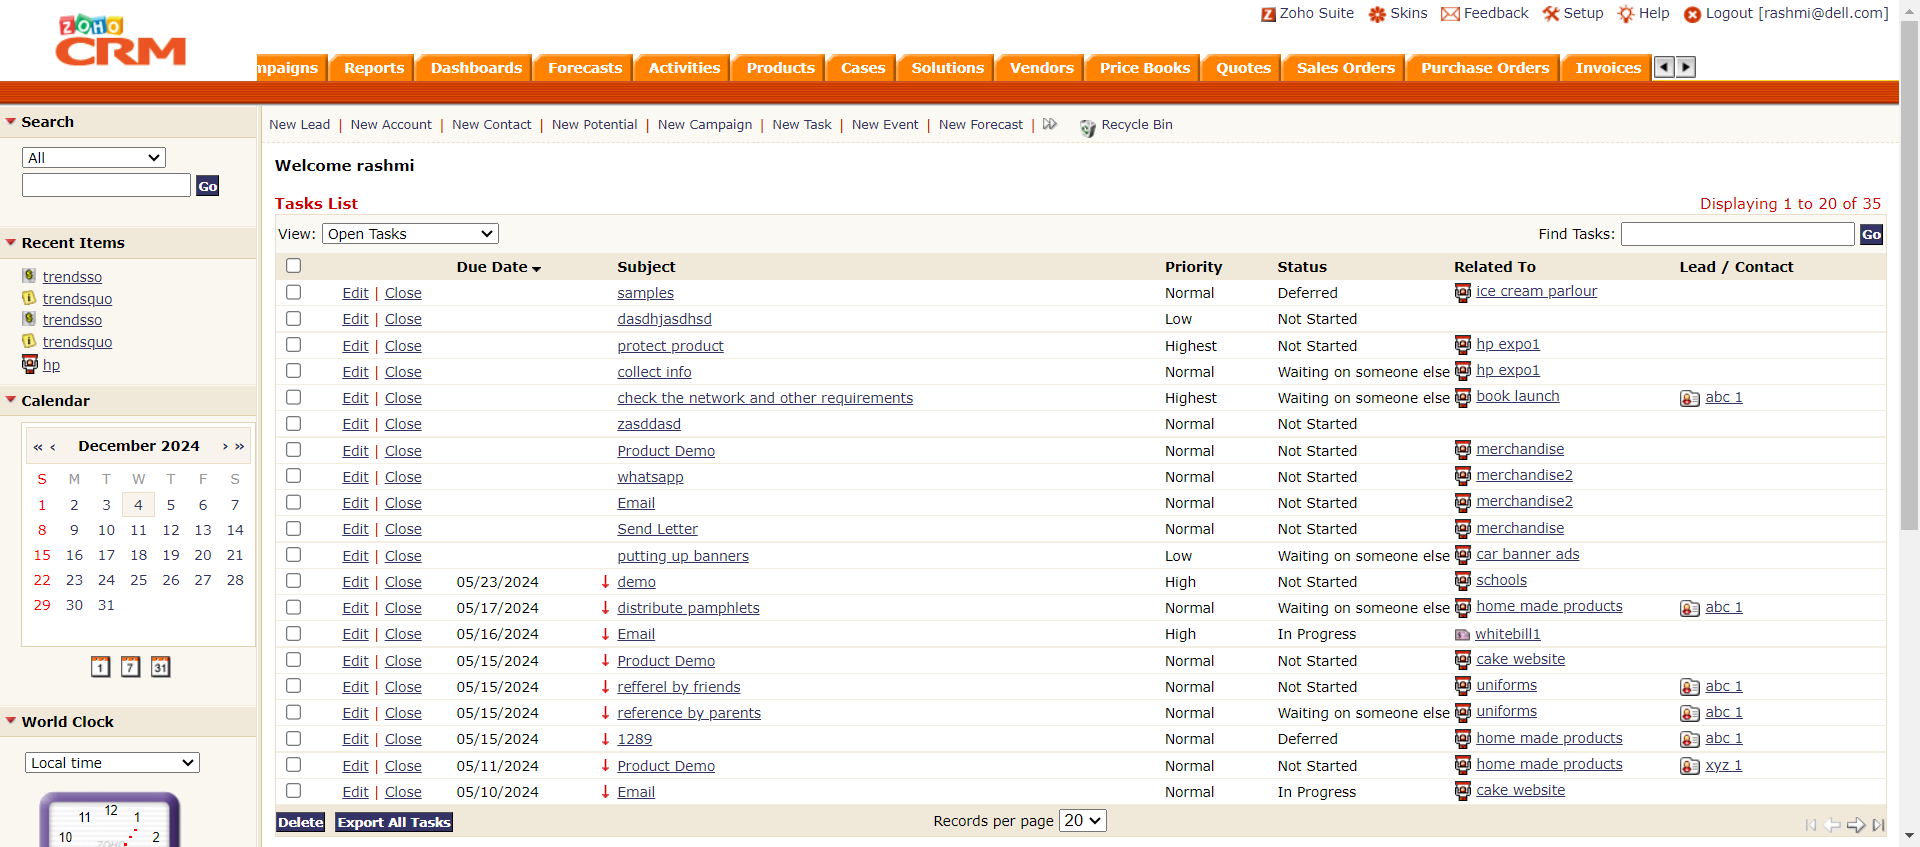 Zoho Suite Skins Feedback Setup Help Logout [rashmi@dell.com]
ZOHO
CRM
mpaigns Reports Dashboards Forecasts Activities Products Cases Solutions Vendors Price Books Quotes Sales Orders Purchase Orders Invoices
Search
All
Go
Recent Items
trendsso
trendsquo
trendsso
trendsquo
hp
Calendar
« ‹ December 2024 › »
S M T W T F S
1 2 3 4 5 6 7
8 9 10 11 12 13 14
15 16 17 18 19 20 21
22 23 24 25 26 27 28
29 30 31
1 7 31
World Clock
Local time
11 12 1
10 2
ZOHO
New Lead | New Account | New Contact | New Potential | New Campaign | New Task | New Event | New Forecast | Recycle Bin
Welcome rashmi
Tasks List Displaying 1 to 20 of 35
View: Open Tasks Find Tasks: Go
Due Date Subject Priority Status Related To Lead / Contact
Edit | Close samples Normal Deferred ice cream parlour
Edit | Close dasdhjasdhsd Low Not Started
Edit | Close protect product Highest Not Started hp expo1
Edit | Close collect info Normal Waiting on someone else hp expo1
Edit | Close check the network and other requirements Highest Waiting on someone else book launch abc 1
Edit | Close zasddasd Normal Not Started
Edit | Close Product Demo Normal Not Started merchandise
Edit | Close whatsapp Normal Not Started merchandise2
Edit | Close Email Normal Not Started merchandise2
Edit | Close Send Letter Normal Not Started merchandise
Edit | Close putting up banners Low Waiting on someone else car banner ads
Edit | Close 05/23/2024 demo High Not Started schools
Edit | Close 05/17/2024 distribute pamphlets Normal Waiting on someone else home made products abc 1
Edit | Close 05/16/2024 Email High In Progress whitebill1
Edit | Close 05/15/2024 Product Demo Normal Not Started cake website
Edit | Close 05/15/2024 refferel by friends Normal Not Started uniforms abc 1
Edit | Close 05/15/2024 reference by parents Normal Waiting on someone else uniforms abc 1
Edit | Close 05/15/2024 1289 Normal Deferred home made products abc 1
Edit | Close 05/11/2024 Product Demo Normal Not Started home made products xyz 1
Edit | Close 05/10/2024 Email Normal In Progress cake website
Delete Export All Tasks Records per page 20